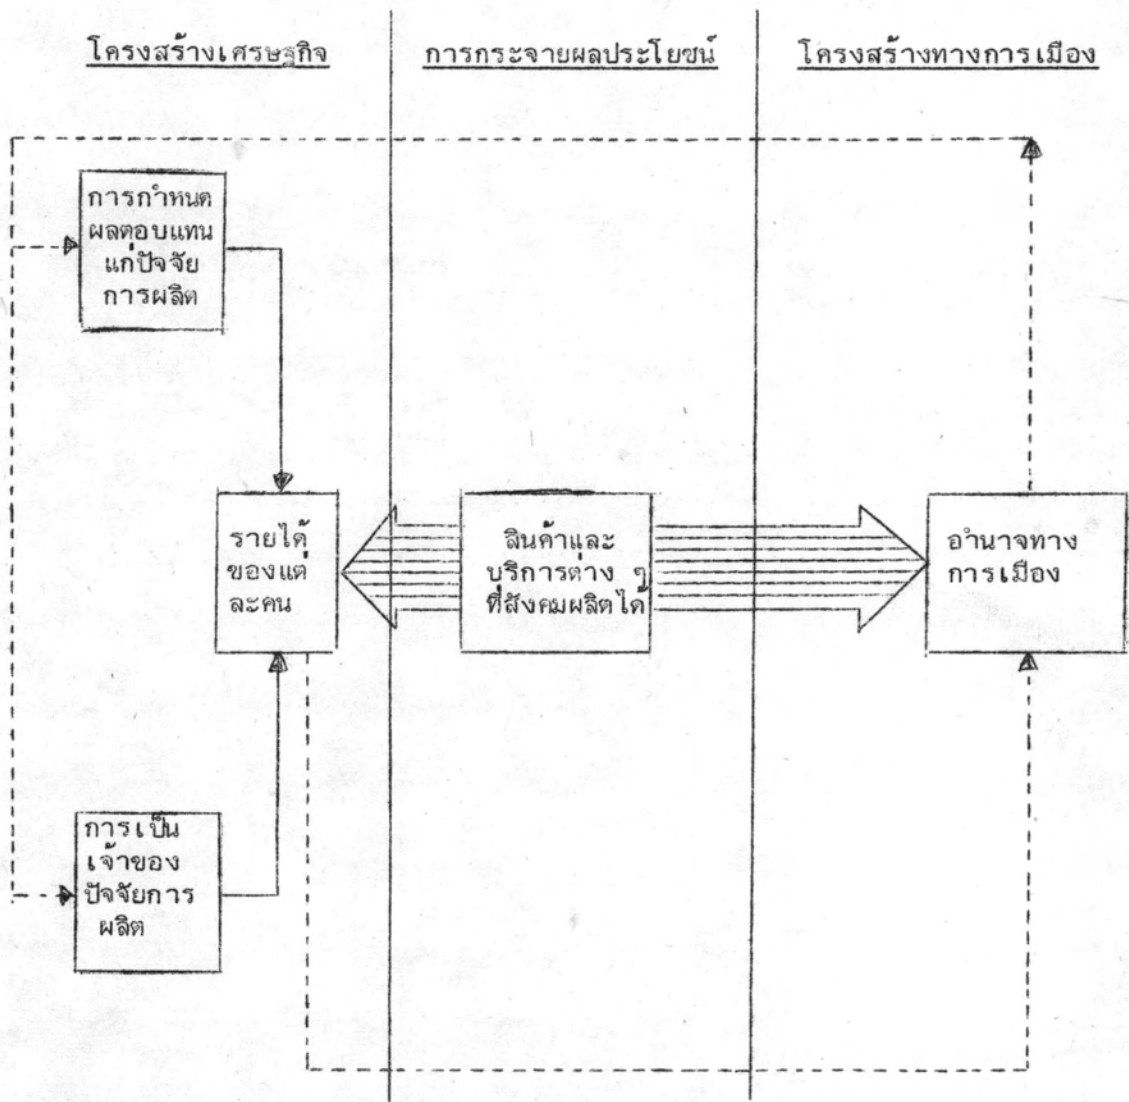 โครงสร้างเศรษฐกิจ
การกระจายผลประโยชน์
โครงสร้างทางการเมือง
การกำหนด
ผลตอบแทน
แก่ปัจจัย
การผลิต
รายได้
ของแต่
ละคน
สินค้าและ
บริการต่าง ๆ
ที่สังคมผลิตได้
อำนาจทาง
การเมือง
การเป็น
เจ้าของ
ปัจจัยการ
ผลิต